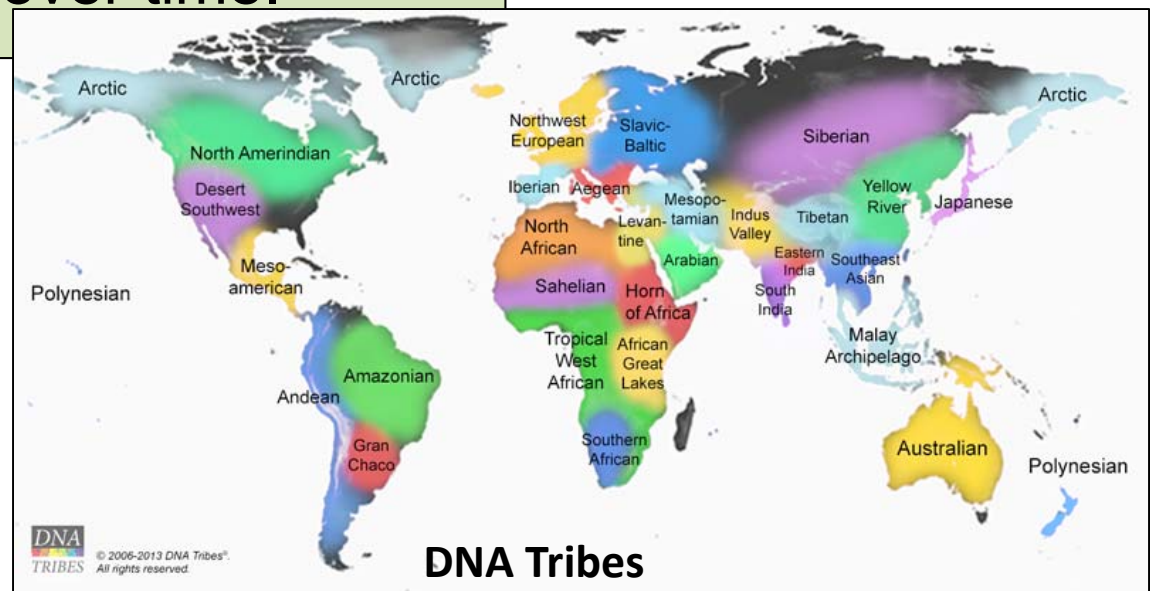 over time.
Arctic
Arctic
Arctic
North Amerindian
Desert
Southwest
Meso-
american
Polynesian
Andean
Amazonian
Gran
Chaco
Northwest
European
Slavic-
Baltic
Iberian
Aegean
Mesopo-
tamian
Levan-
tine
North
African
Sahelian
Horn
of Africa
Arabian
Tropical
West
African
African
Great
Lakes
Southern
African
Siberian
Indus
Valley
Tibetan
Yellow
River
Japanese
Eastern
India
South
India
Southeast
Asian
Malay
Archipelago
Australian
Polynesian
DNA
TRIBES
© 2006-2013 DNA Tribes®.
All rights reserved.
DNA Tribes